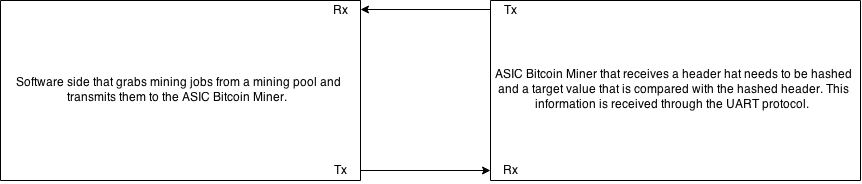 Rx
Tx
Software side that grabs mining jobs from a mining pool and
transmits them to the ASIC Bitcoin Miner.
ASIC Bitcoin Miner that receives a header hat needs to be hashed
and a target value that is compared with the hashed header. This
information is received through the UART protocol.
Tx
Rx